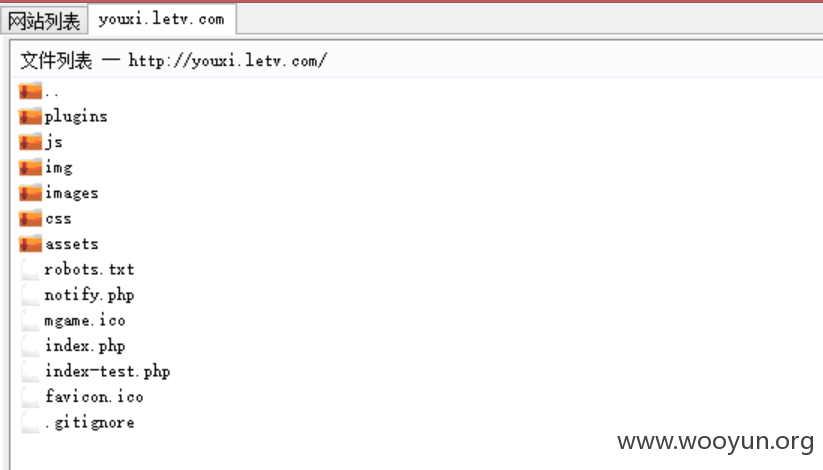 网站列表 youxi.letv.com
文件列表 — http://youxi.letv.com/
..
plugins
js
img
images
css
assets
robots.txt
notify.php
mgame.ico
index.php
index-test.php
favicon.ico
.gitignore
www.wooyun.org